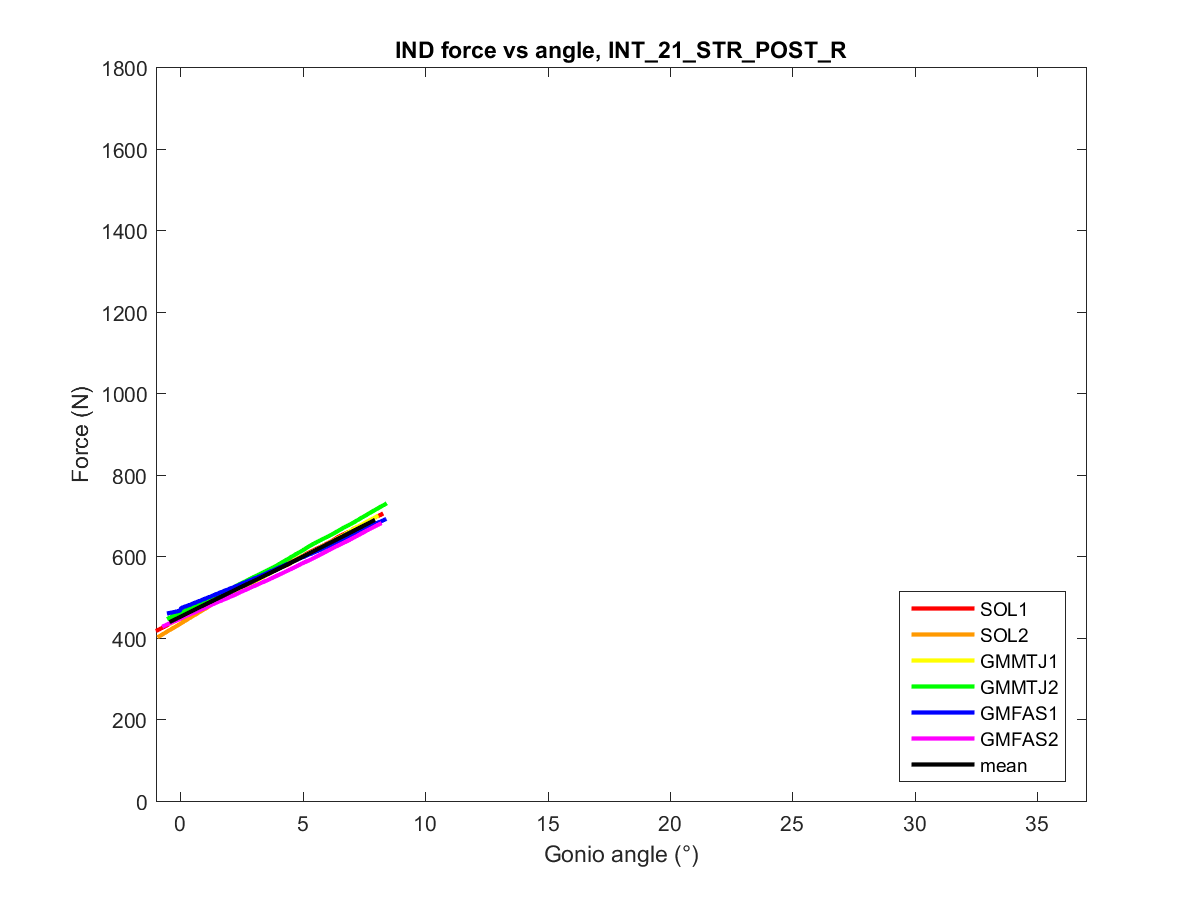 IND force vs angle, INT_21_STR_POST_R
1800
1600
1400
1200
1000
800
600
400
200
0
Force (N)
0 5 10 15 20 25 30 35
Gonio angle (°)
SOL1
SOL2
GMMTJ1
GMMTJ2
GMFAS1
GMFAS2
mean